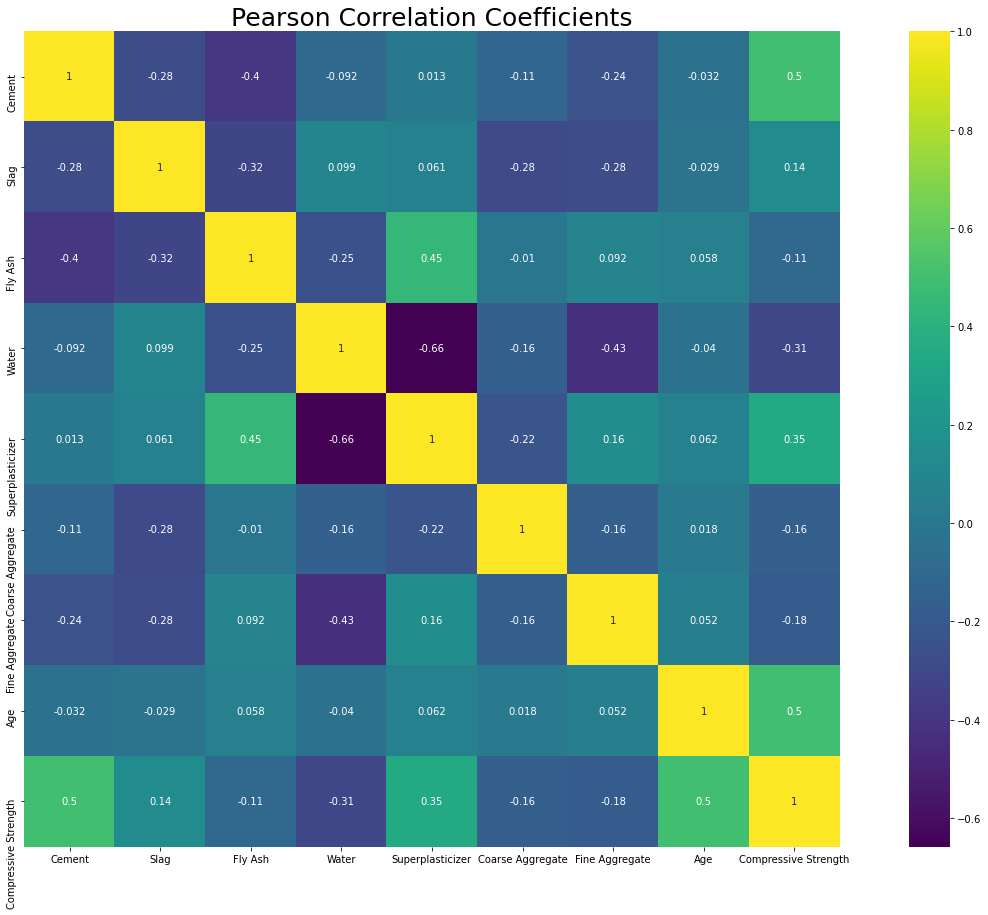 Pearson Correlation Coefficients
Cement 1 -0.28 -0.4 -0.092 0.013 -0.11 -0.24 -0.032 0.5
Slag -0.28 1 -0.32 0.099 0.061 -0.28 -0.28 -0.029 0.14
Fly Ash -0.4 -0.32 1 -0.25 0.45 -0.01 0.092 0.058 -0.11
Water -0.092 0.099 -0.25 1 -0.66 -0.16 -0.43 -0.04 -0.31
Superplasticizer 0.013 0.061 0.45 -0.66 1 -0.22 0.16 0.062 0.35
Coarse Aggregate -0.11 -0.28 -0.01 -0.16 -0.22 1 -0.16 0.018 -0.16
Fine Aggregate -0.24 -0.28 0.092 -0.43 0.16 -0.16 1 0.052 -0.18
Age -0.032 -0.029 0.058 -0.04 0.062 0.018 0.052 1 0.5
Compressive Strength 0.5 0.14 -0.11 -0.31 0.35 -0.16 -0.18 0.5 1
Cement Slag Fly Ash Water Superplasticizer Coarse Aggregate Fine Aggregate Age Compressive Strength
1.0
0.8
0.6
0.4
0.2
0.0
−0.2
−0.4
−0.6